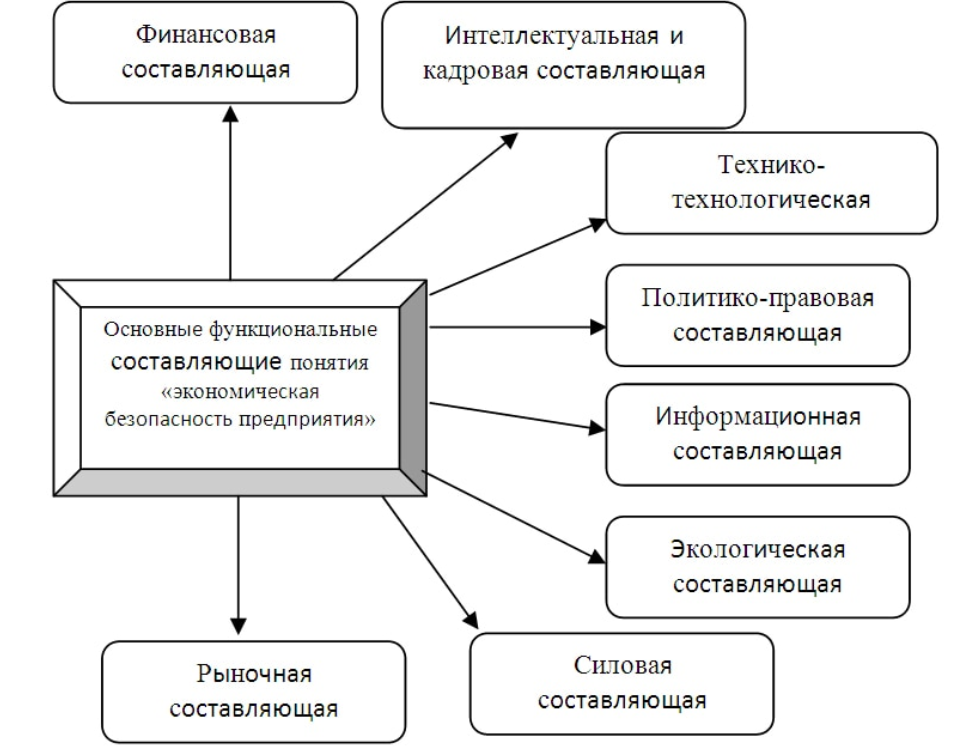 Финансовая
составляющая
Интеллектуальная и
кадровая составляющая
Технико-
технологическая
Политико-правовая
составляющая
Основные функциональные
составляющие понятия
«экономическая
безопасность предприятия»
Информационная
составляющая
Экологическая
составляющая
Силовая
составляющая
Рыночная
составляющая